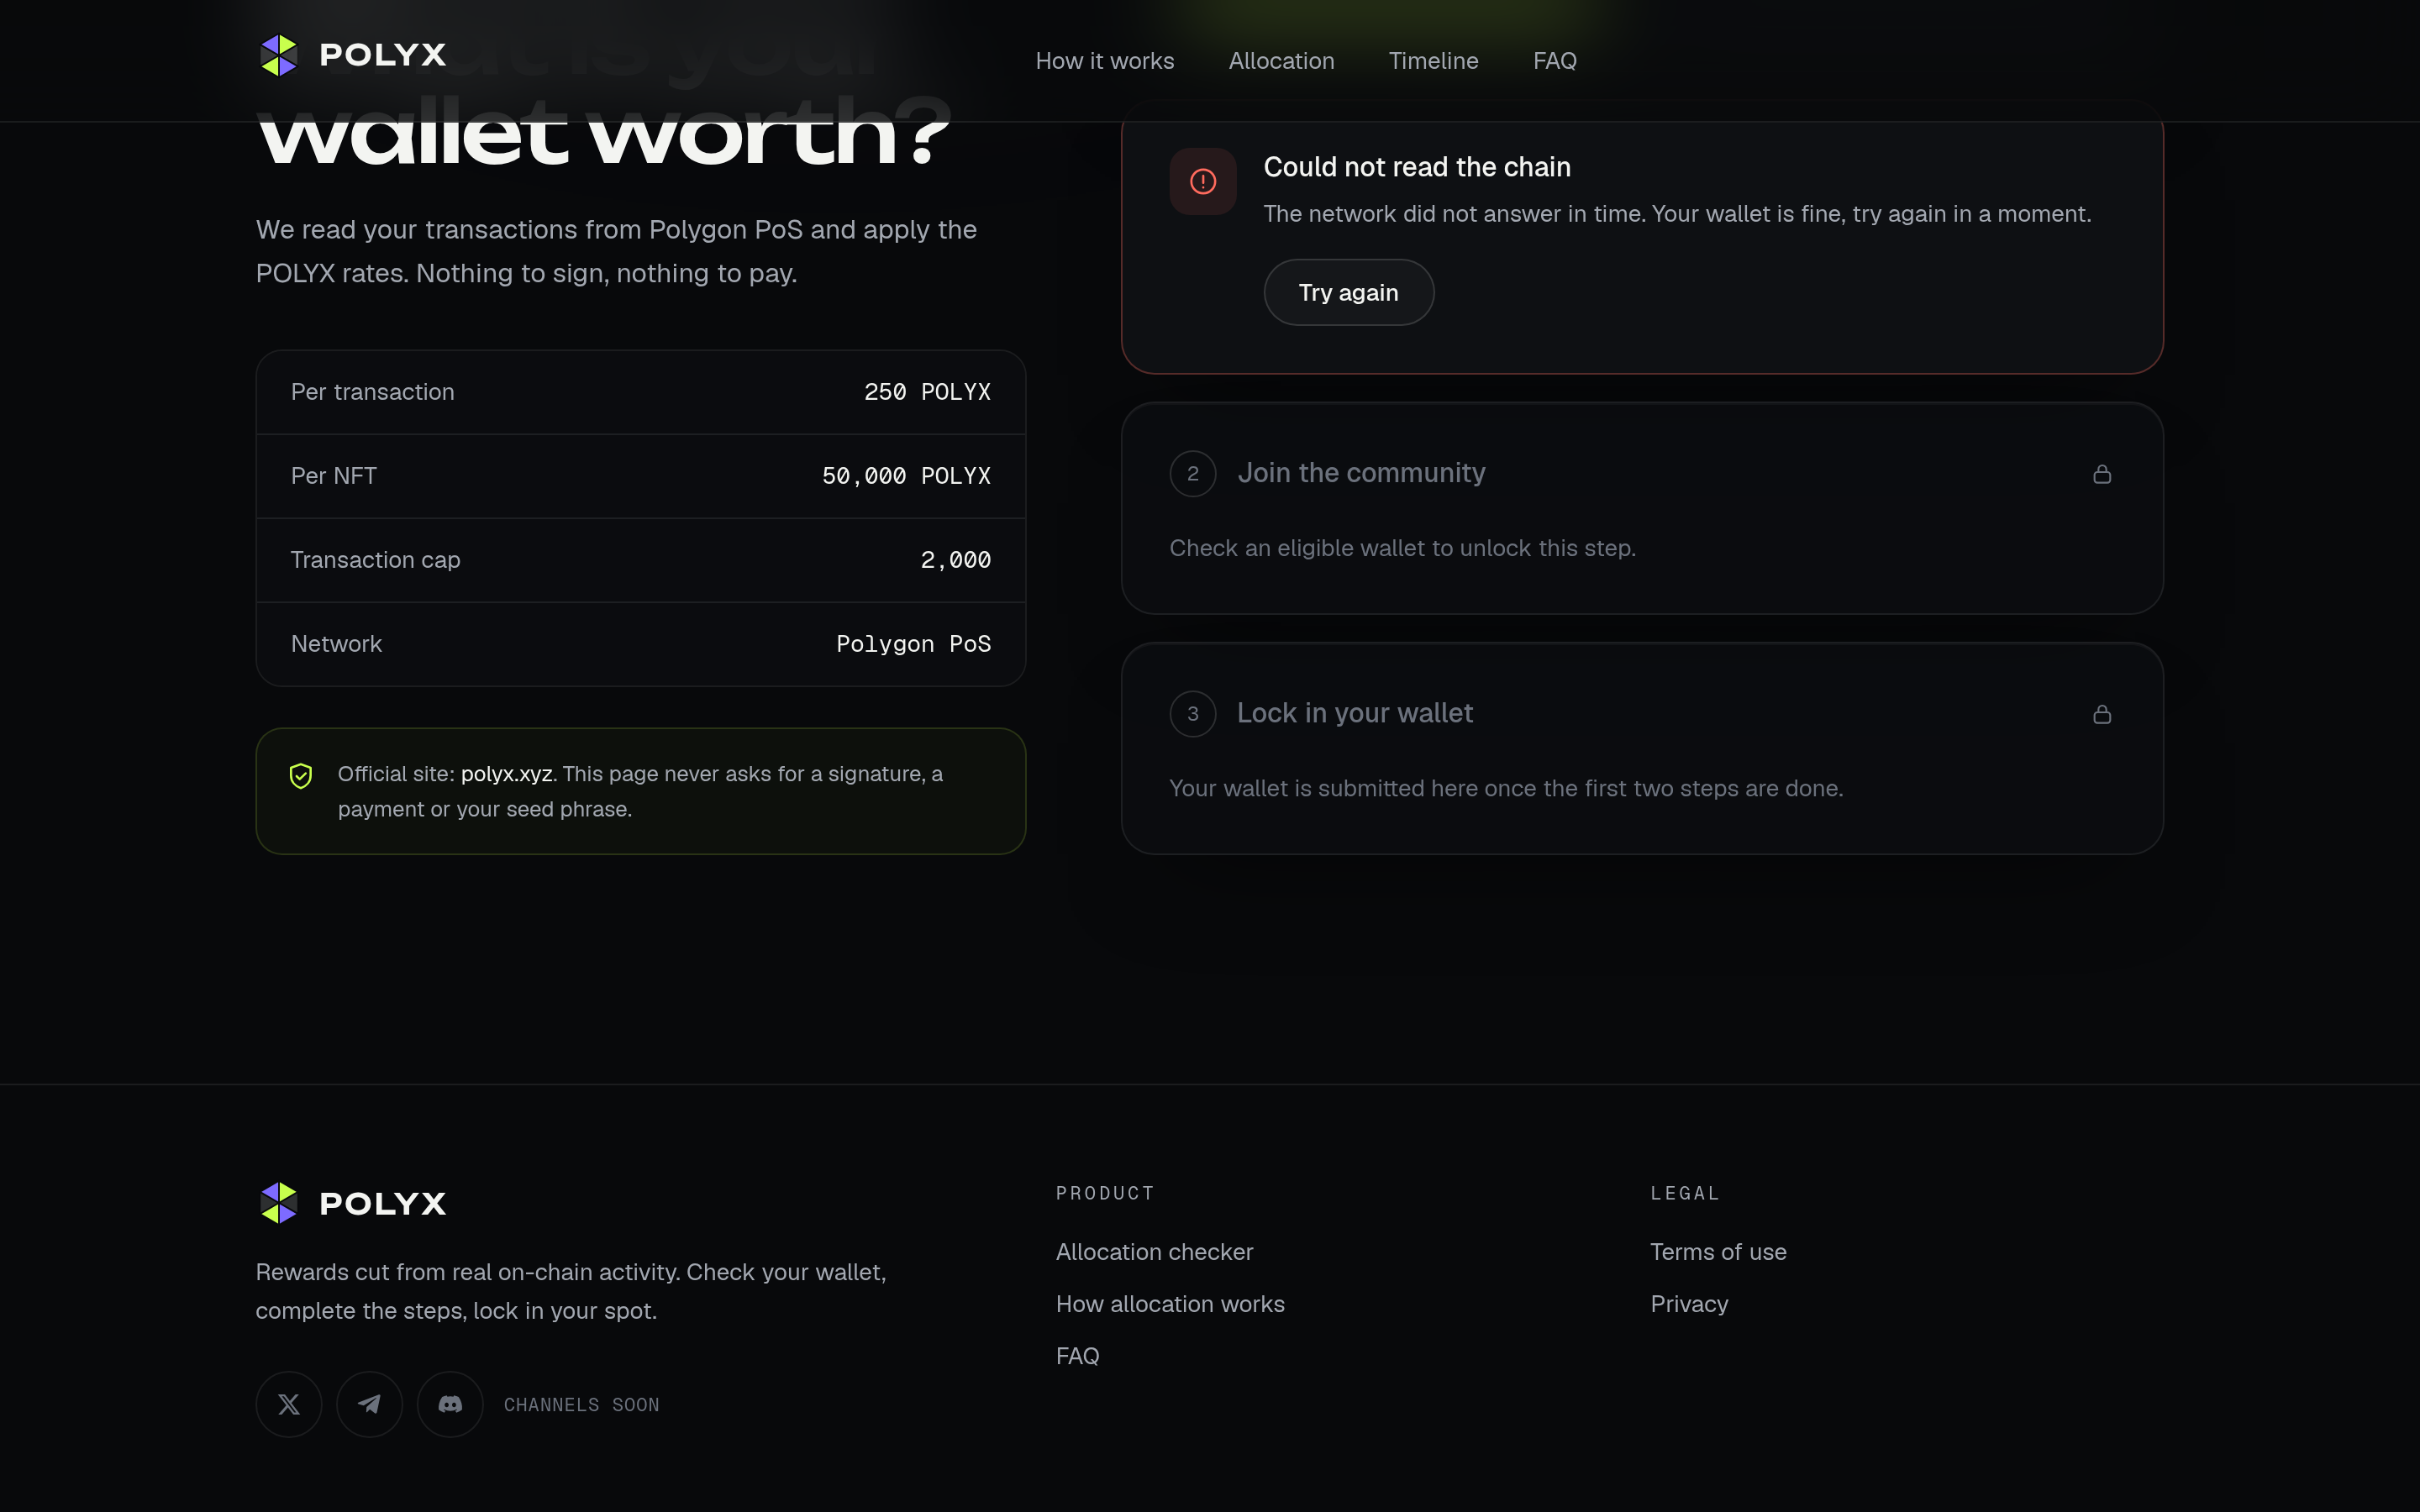 POLYX
How it works
Allocation
Timeline
FAQ
What is your
wallet worth?
We read your transactions from Polygon PoS and apply the
POLYX rates. Nothing to sign, nothing to pay.
Per transaction 250 POLYX
Per NFT 50,000 POLYX
Transaction cap 2,000
Network Polygon PoS
Official site: polyx.xyz. This page never asks for a signature, a
payment or your seed phrase.
Could not read the chain
The network did not answer in time. Your wallet is fine, try again in a moment.
Try again
2 Join the community
Check an eligible wallet to unlock this step.
3 Lock in your wallet
Your wallet is submitted here once the first two steps are done.
POLYX
Rewards cut from real on-chain activity. Check your wallet,
complete the steps, lock in your spot.
CHANNELS SOON
PRODUCT
Allocation checker
How allocation works
FAQ
LEGAL
Terms of use
Privacy